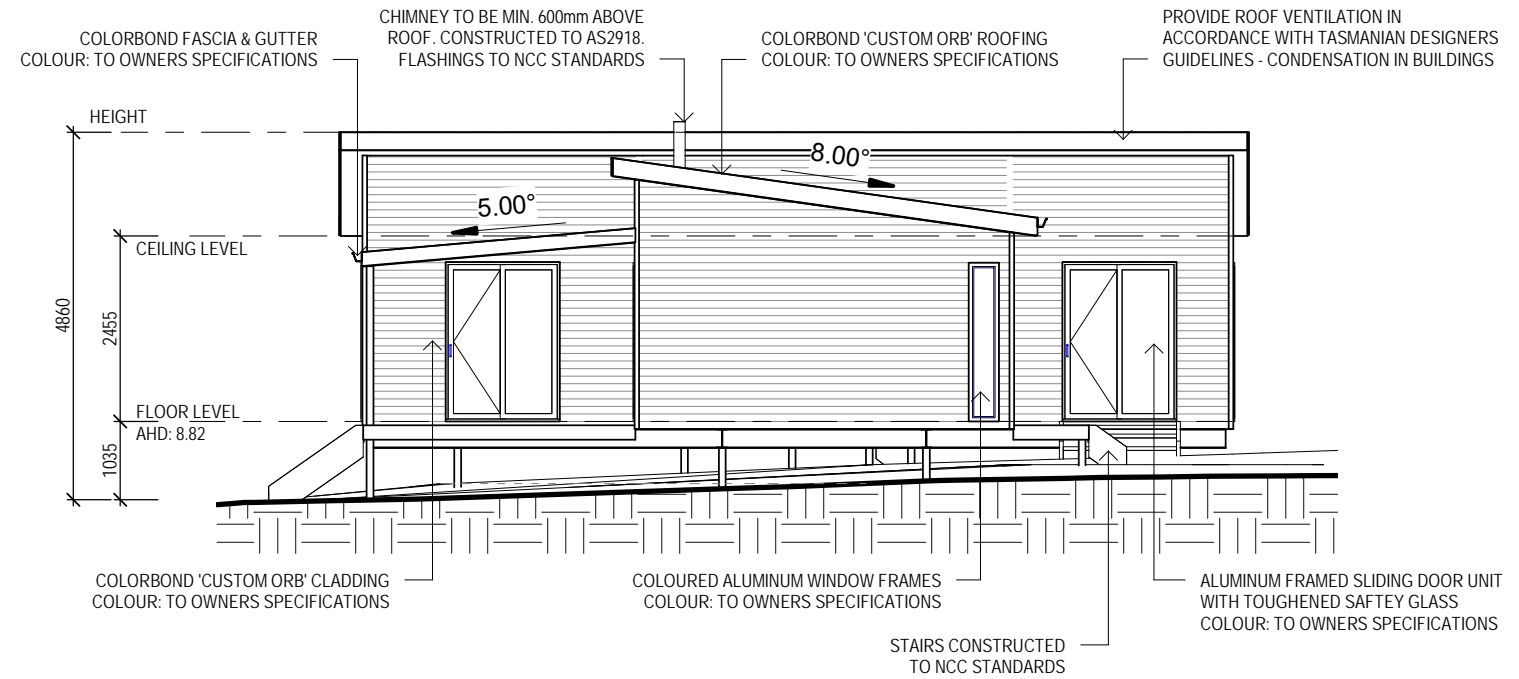 COLORBOND FASCIA & GUTTER
COLOUR: TO OWNERS SPECIFICATIONS
CHIMNEY TO BE MIN. 600mm ABOVE
ROOF. CONSTRUCTED TO AS2918.
FLASHINGS TO NCC STANDARDS
COLORBOND 'CUSTOM ORB' ROOFING
COLOUR: TO OWNERS SPECIFICATIONS
PROVIDE ROOF VENTILATION IN
ACCORDANCE WITH TASMANIAN DESIGNERS
GUIDELINES - CONDENSATION IN BUILDINGS
HEIGHT
8.00°
5.00°
CEILING LEVEL
4860
2455
FLOOR LEVEL
AHD: 8.82
1035
COLORBOND 'CUSTOM ORB' CLADDING
COLOUR: TO OWNERS SPECIFICATIONS
COLOURED ALUMINUM WINDOW FRAMES
COLOUR: TO OWNERS SPECIFICATIONS
ALUMINUM FRAMED SLIDING DOOR UNIT
WITH TOUGHENED SAFTEY GLASS
COLOUR: TO OWNERS SPECIFICATIONS
STAIRS CONSTRUCTED
TO NCC STANDARDS